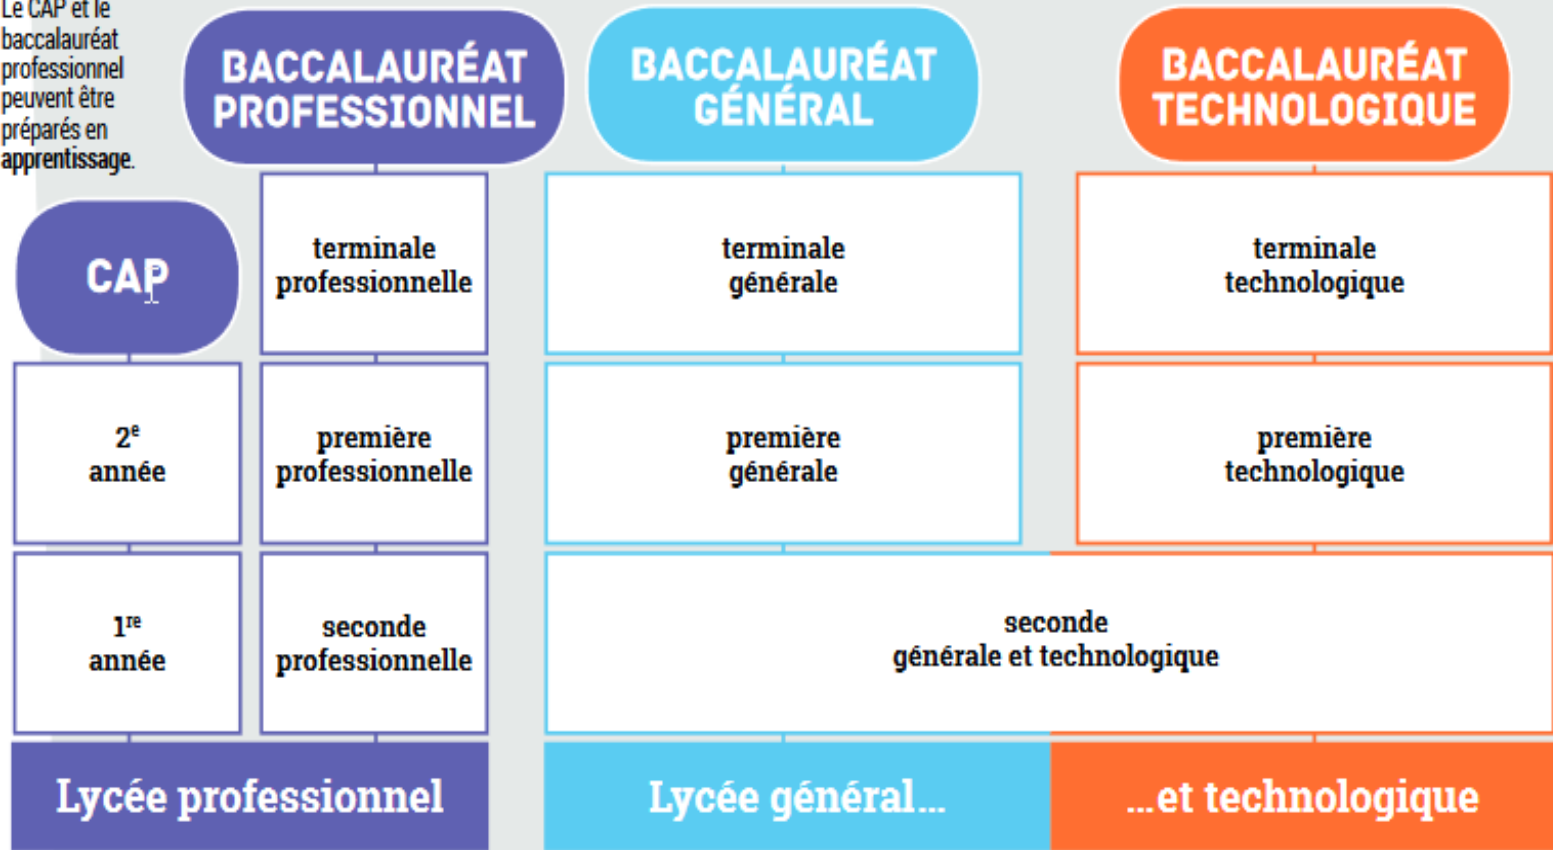 Le CAP et le
baccalauréat
professionnel
peuvent être
préparés en
apprentissage.
BACCALAURÉAT
PROFESSIONNEL
BACCALAURÉAT
GÉNÉRAL
BACCALAURÉAT
TECHNOLOGIQUE
CAP
terminale
professionnelle
terminale
générale
terminale
technologique
2e
année
première
professionnelle
première
générale
première
technologique
1re
année
seconde
professionnelle
seconde
générale et technologique
Lycée professionnel
Lycée général...
...et technologique